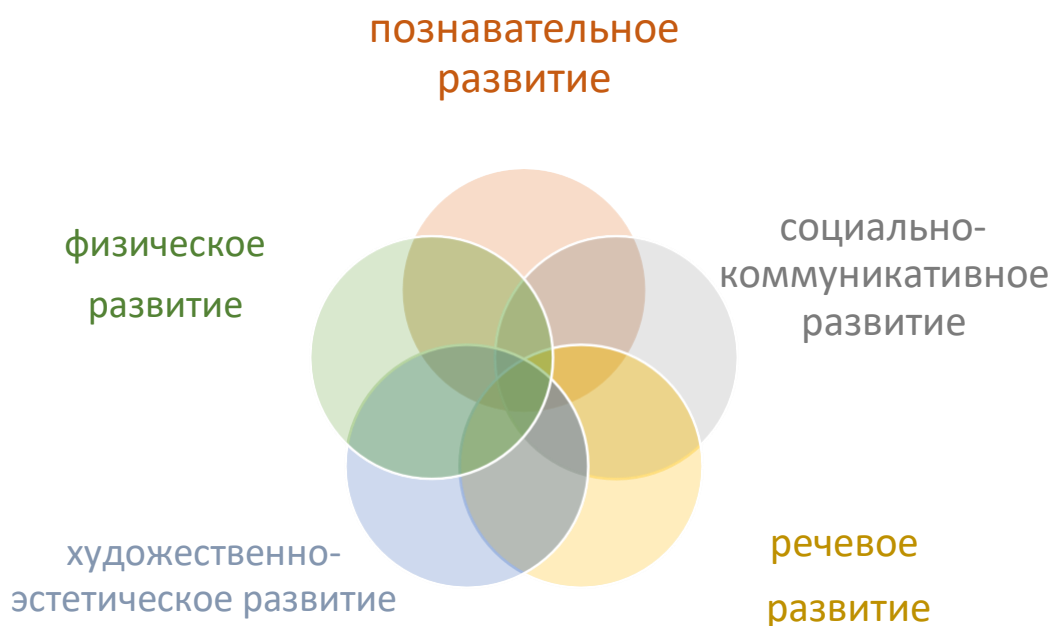 познавательное
развитие
социально-
коммуникативное
развитие
физическое
развитие
художественно-
эстетическое развитие
речевое
развитие